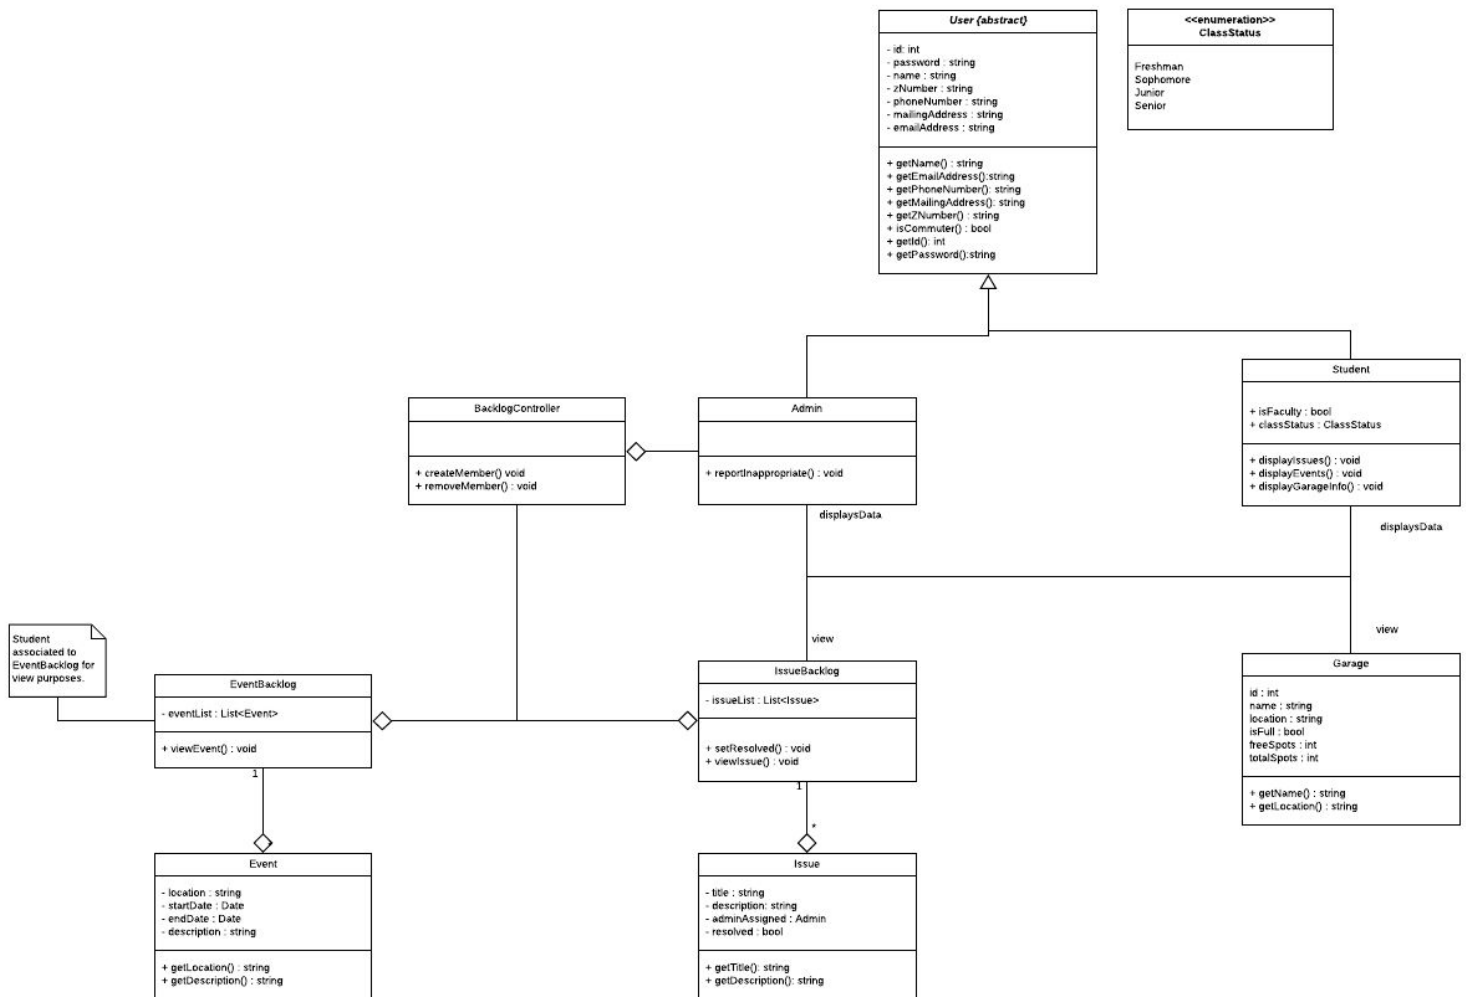 User {abstract}
- id: int
- password : string
- name : string
- zNumber : string
- phoneNumber : string
- mailingAddress : string
- emailAddress : string
+ getName() : string
+ getEmailAddress():string
+ getPhoneNumber(): string
+ getMailingAddress(): string
+ getZNumber() : string
+ isCommuter() : bool
+ getId(): int
+ getPassword():string
<<enumeration>>
ClassStatus
Freshman
Sophomore
Junior
Senior
BacklogController
+ createMember() void
+ removeMember() : void
Admin
+ reportInappropriate() : void
displaysData
Student
+ isFaculty : bool
+ classStatus : ClassStatus
+ displayIssues() : void
+ displayEvents() : void
+ displayGarageInfo() : void
displaysData
Student
associated to
EventBacklog for
view purposes.
EventBacklog
- eventList : List<Event>
+ viewEvent() : void
1
view
IssueBacklog
- issueList : List<Issue>
+ setResolved() : void
+ viewIssue() : void
1
*
view
Garage
id : int
name : string
location : string
isFull : bool
freeSpots : int
totalSpots : int
+ getName() : string
+ getLocation() : string
Event
- location : string
- startDate : Date
- endDate : Date
- description : string
+ getLocation() : string
+ getDescription() : string
Issue
- title : string
- description: string
- adminAssigned : Admin
- resolved : bool
+ getTitle(): string
+ getDescription(): string